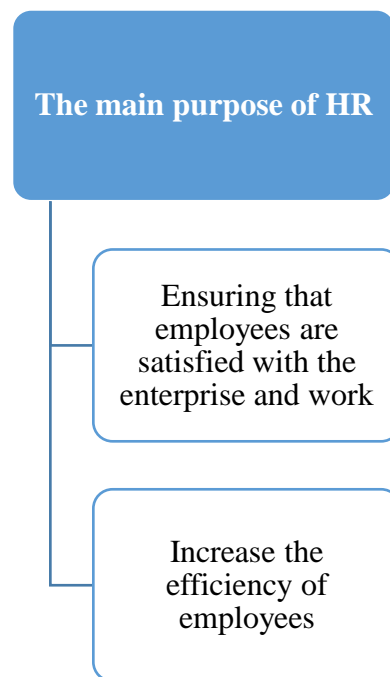 The main purpose of HR
Ensuring that
employees are
satisfied with the
enterprise and work
Increase the
efficiency of
employees